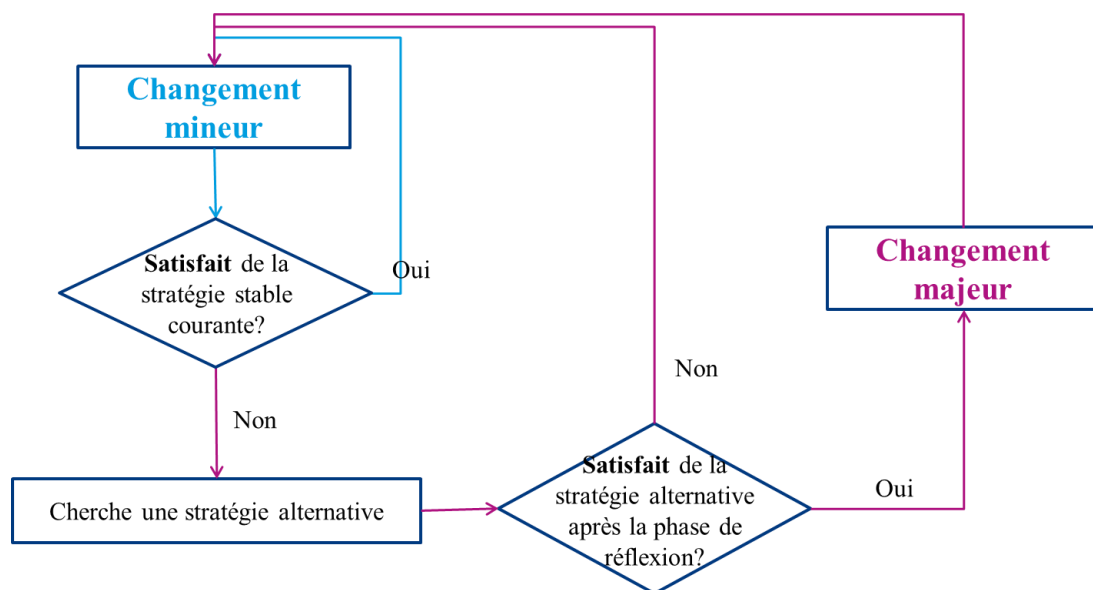 Changement
mineur
Satisfait de la
stratégie stable
courante?
Oui
Non
Cherche une stratégie alternative
Satisfait de la
stratégie alternative
après la phase de
réflexion?
Non
Oui
Changement
majeur